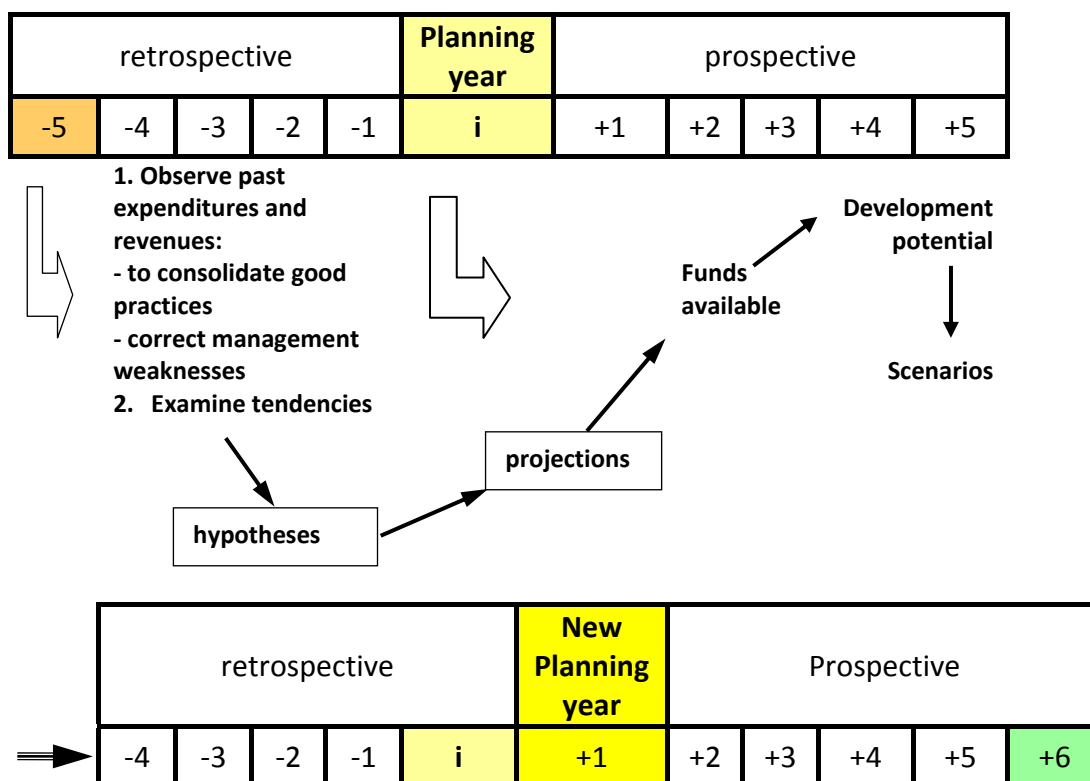 retrospective
Planning
year
prospective
-5 -4 -3 -2 -1 i +1 +2 +3 +4 +5
1. Observe past
expenditures and
revenues:
- to consolidate good
practices
- correct management
weaknesses
2. Examine tendencies
Development
potential
Funds
available
Scenarios
projections
hypotheses
retrospective
New
Planning
year
Prospective
-4 -3 -2 -1 i +1 +2 +3 +4 +5 +6